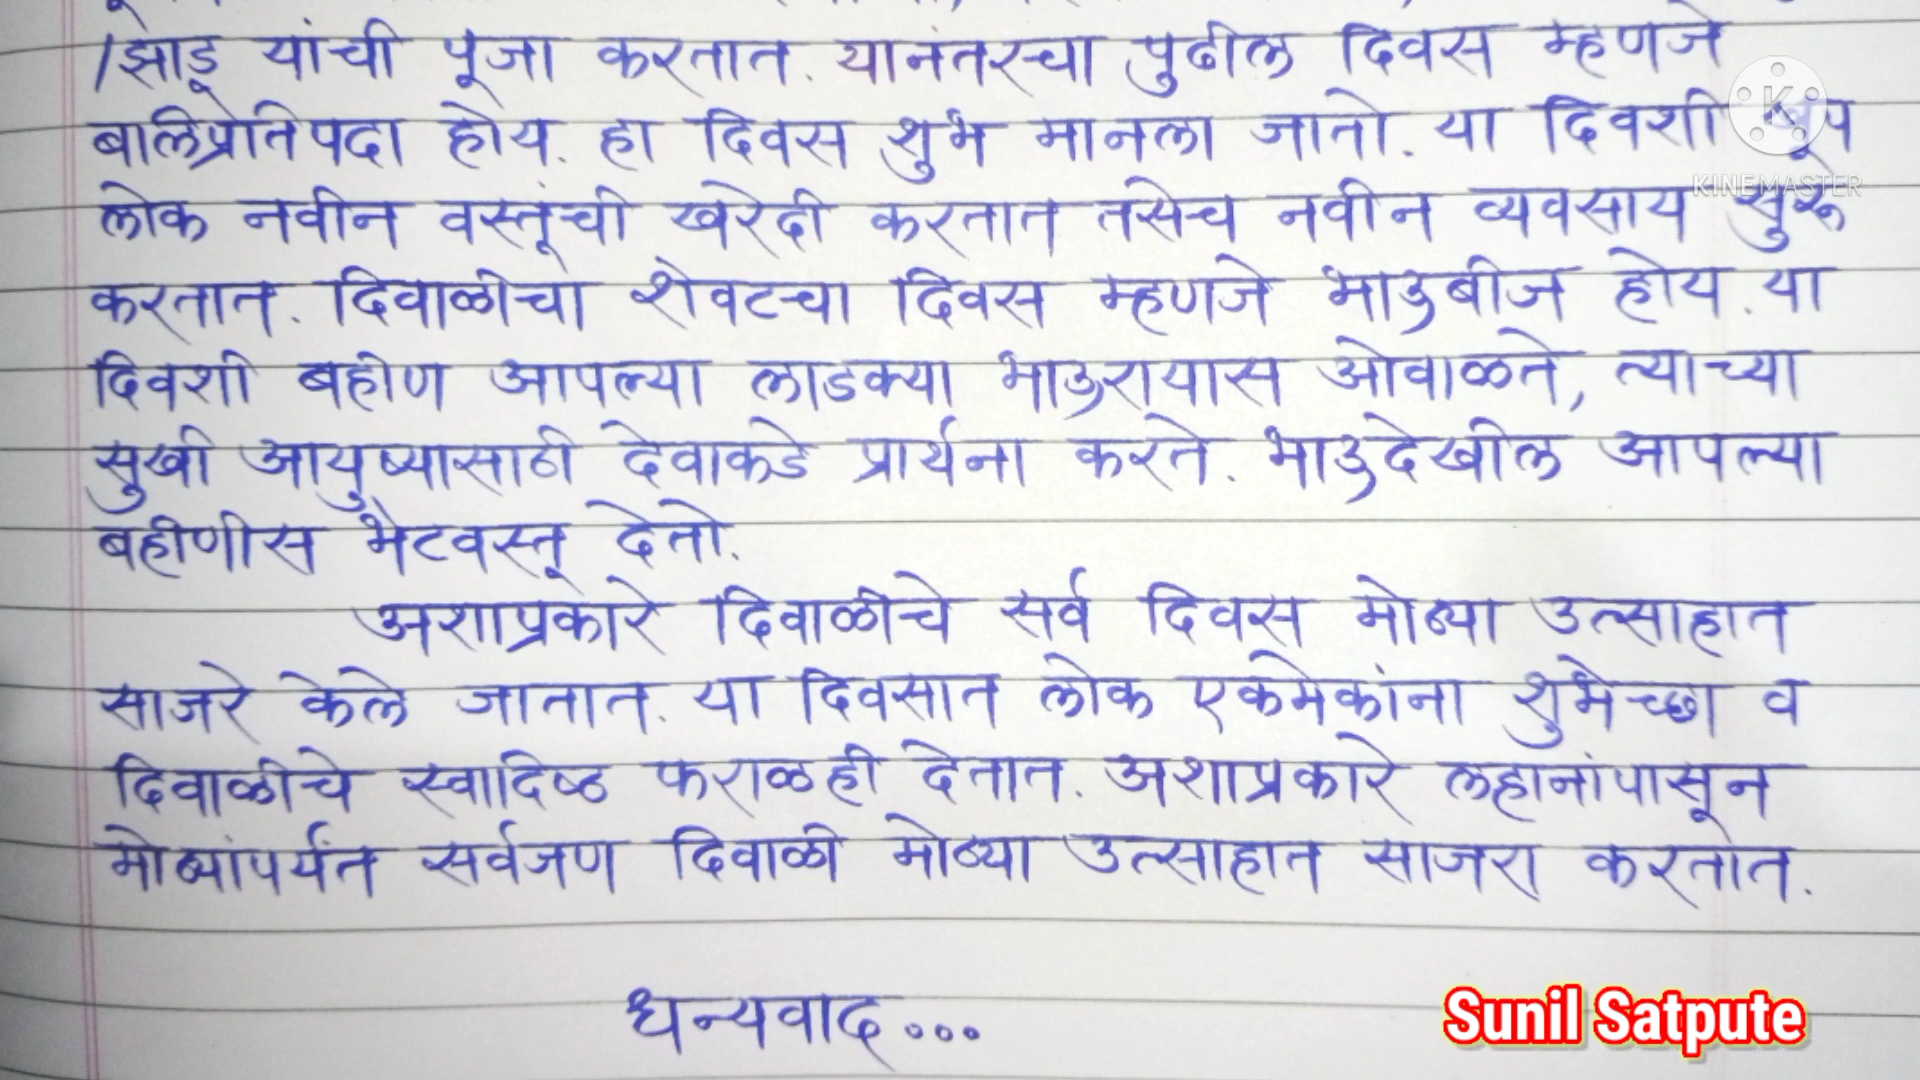 /झाडू यांची पूजा करतात. यानंतरचा पुढील दिवस म्हणजे
बालिप्रतिपदा होय. हा दिवस शुभ मानला जातो. या दिवशी खूप
लोक नवीन वस्तूंची खरेदी करतात तसेच नवीन व्यवसाय सुरू
करतात. दिवाळीचा शेवटचा दिवस म्हणजे भाउबीज होय. या
दिवशी बहीण आपल्या लाडक्या भाउरायास ओवाळते, त्याच्या
सुखी आयुष्यासाठी देवाकडे प्रार्थना करते. भाउदेखील आपल्या
बहीणीस भेटवस्तू देतो.
अशाप्रकारे दिवाळीचे सर्व दिवस मोठ्या उत्साहात
साजरे केले जातात. या दिवसात लोक एकमेकांना शुभेच्छा व
दिवाळीचे स्वादिष्ठ फराळही देतात. अशाप्रकारे लहानांपासून
मोठ्यांपर्यंत सर्वजण दिवाळी मोठ्या उत्साहात साजरा करतात.
धन्यवाद...
K
KINEMASTER
Sunil Satpute